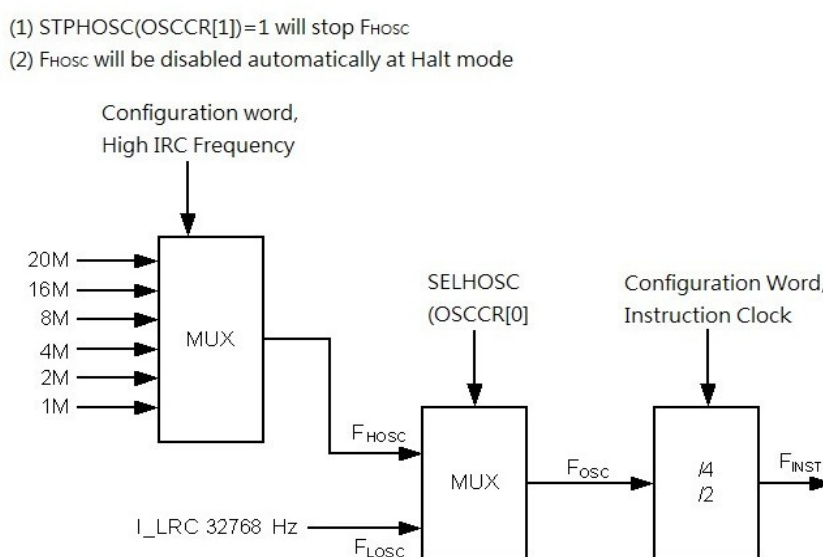 (1) STPHOSC(OSCCR[1])=1 will stop FHOSC
(2) FHOSC will be disabled automatically at Halt mode
Configuration word,
High IRC Frequency
20M
16M
8M
4M
2M
1M
MUX
SELHOSC
(OSCCR[0]
Configuration Word,
Instruction Clock
FHOSC
I_LRC 32768 Hz
FLOSC
MUX
FOSC
/4
/2
FINST